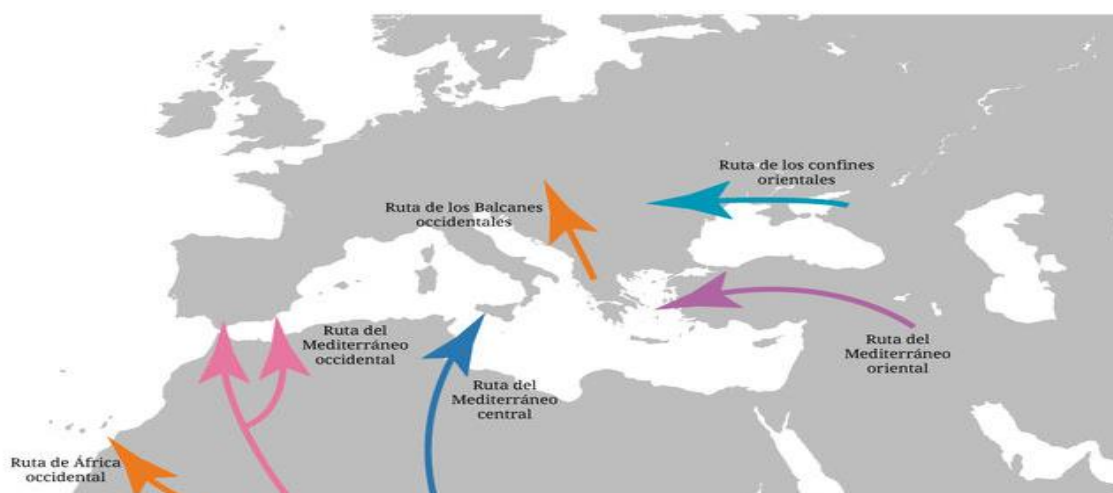 Ruta de los confines
orientales
Ruta de los Balcanes
occidentales
Ruta del
Mediterráneo
occidental
Ruta del
Mediterráneo
oriental
Ruta del
Mediterráneo
central
Ruta de África
occidental